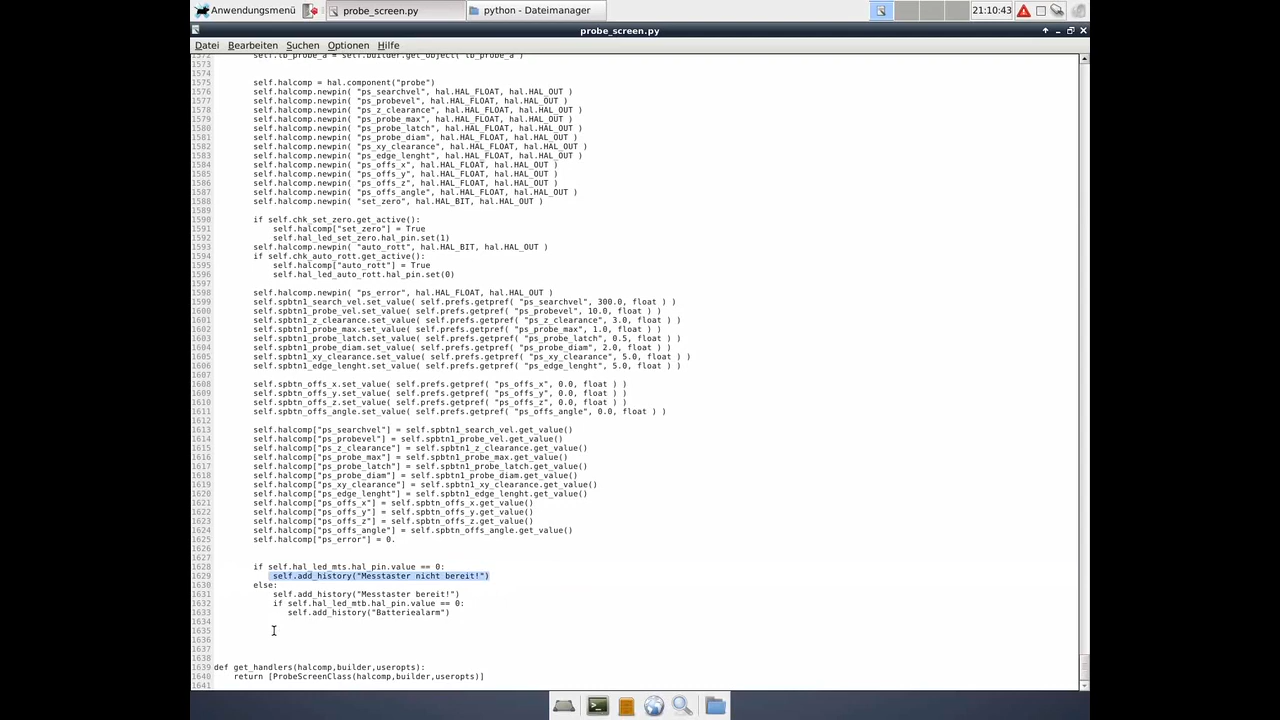 Anwendungsmenü
probe_screen.py
python - Dateimanager
21:10:43
probe_screen.py
Datei Bearbeiten Suchen Optionen Hilfe
1572 self.lb_probe_a = self.builder.get_object( "lb_probe_a" )
1573
1574
1575 self.halcomp = hal.component("probe")
1576 self.halcomp.newpin( "ps_searchvel", hal.HAL_FLOAT, hal.HAL_OUT )
1577 self.halcomp.newpin( "ps_probevel", hal.HAL_FLOAT, hal.HAL_OUT )
1578 self.halcomp.newpin( "ps_z_clearance", hal.HAL_FLOAT, hal.HAL_OUT )
1579 self.halcomp.newpin( "ps_probe_max", hal.HAL_FLOAT, hal.HAL_OUT )
1580 self.halcomp.newpin( "ps_probe_latch", hal.HAL_FLOAT, hal.HAL_OUT )
1581 self.halcomp.newpin( "ps_probe_diam", hal.HAL_FLOAT, hal.HAL_OUT )
1582 self.halcomp.newpin( "ps_xy_clearance", hal.HAL_FLOAT, hal.HAL_OUT )
1583 self.halcomp.newpin( "ps_edge_lenght", hal.HAL_FLOAT, hal.HAL_OUT )
1584 self.halcomp.newpin( "ps_offs_x", hal.HAL_FLOAT, hal.HAL_OUT )
1585 self.halcomp.newpin( "ps_offs_y", hal.HAL_FLOAT, hal.HAL_OUT )
1586 self.halcomp.newpin( "ps_offs_z", hal.HAL_FLOAT, hal.HAL_OUT )
1587 self.halcomp.newpin( "ps_offs_angle", hal.HAL_FLOAT, hal.HAL_OUT )
1588 self.halcomp.newpin( "set_zero", hal.HAL_BIT, hal.HAL_OUT )
1589
1590 if self.chk_set_zero.get_active():
1591 self.halcomp["set_zero"] = True
1592 self.hal_led_set_zero.hal_pin.set(1)
1593 self.halcomp.newpin( "auto_rott", hal.HAL_BIT, hal.HAL_OUT )
1594 if self.chk_auto_rott.get_active():
1595 self.halcomp["auto_rott"] = True
1596 self.hal_led_auto_rott.hal_pin.set(0)
1597
1598 self.halcomp.newpin( "ps_error", hal.HAL_FLOAT, hal.HAL_OUT )
1599 self.spbtn1_search_vel.set_value( self.prefs.getpref( "ps_searchvel", 300.0, float ) )
1600 self.spbtn1_probe_vel.set_value( self.prefs.getpref( "ps_probevel", 10.0, float ) )
1601 self.spbtn1_z_clearance.set_value( self.prefs.getpref( "ps_z_clearance", 3.0, float ) )
1602 self.spbtn1_probe_max.set_value( self.prefs.getpref( "ps_probe_max", 1.0, float ) )
1603 self.spbtn1_probe_latch.set_value( self.prefs.getpref( "ps_probe_latch", 0.5, float ) )
1604 self.spbtn1_probe_diam.set_value( self.prefs.getpref( "ps_probe_diam", 2.0, float ) )
1605 self.spbtn1_xy_clearance.set_value( self.prefs.getpref( "ps_xy_clearance", 5.0, float ) )
1606 self.spbtn1_edge_lenght.set_value( self.prefs.getpref( "ps_edge_lenght", 5.0, float ) )
1607
1608 self.spbtn_offs_x.set_value( self.prefs.getpref( "ps_offs_x", 0.0, float ) )
1609 self.spbtn_offs_y.set_value( self.prefs.getpref( "ps_offs_y", 0.0, float ) )
1610 self.spbtn_offs_z.set_value( self.prefs.getpref( "ps_offs_z", 0.0, float ) )
1611 self.spbtn_offs_angle.set_value( self.prefs.getpref( "ps_offs_angle", 0.0, float ) )
1612
1613 self.halcomp["ps_searchvel"] = self.spbtn1_search_vel.get_value()
1614 self.halcomp["ps_probevel"] = self.spbtn1_probe_vel.get_value()
1615 self.halcomp["ps_z_clearance"] = self.spbtn1_z_clearance.get_value()
1616 self.halcomp["ps_probe_max"] = self.spbtn1_probe_max.get_value()
1617 self.halcomp["ps_probe_latch"] = self.spbtn1_probe_latch.get_value()
1618 self.halcomp["ps_probe_diam"] = self.spbtn1_probe_diam.get_value()
1619 self.halcomp["ps_xy_clearance"] = self.spbtn1_xy_clearance.get_value()
1620 self.halcomp["ps_edge_lenght"] = self.spbtn1_edge_lenght.get_value()
1621 self.halcomp["ps_offs_x"] = self.spbtn_offs_x.get_value()
1622 self.halcomp["ps_offs_y"] = self.spbtn_offs_y.get_value()
1623 self.halcomp["ps_offs_z"] = self.spbtn_offs_z.get_value()
1624 self.halcomp["ps_offs_angle"] = self.spbtn_offs_angle.get_value()
1625 self.halcomp["ps_error"] = 0.
1626
1627
1628 if self.hal_led_mts.hal_pin.value == 0:
1629 self.add_history("Messtaster nicht bereit!")
1630 else:
1631 self.add_history("Messtaster bereit!")
1632 if self.hal_led_mtb.hal_pin.value == 0:
1633 self.add_history("Batteriealarm")
1634
1635
1636
1637
1638
1639 def get_handlers(halcomp,builder,useropts):
1640 return [ProbeScreenClass(halcomp,builder,useropts)]
1641